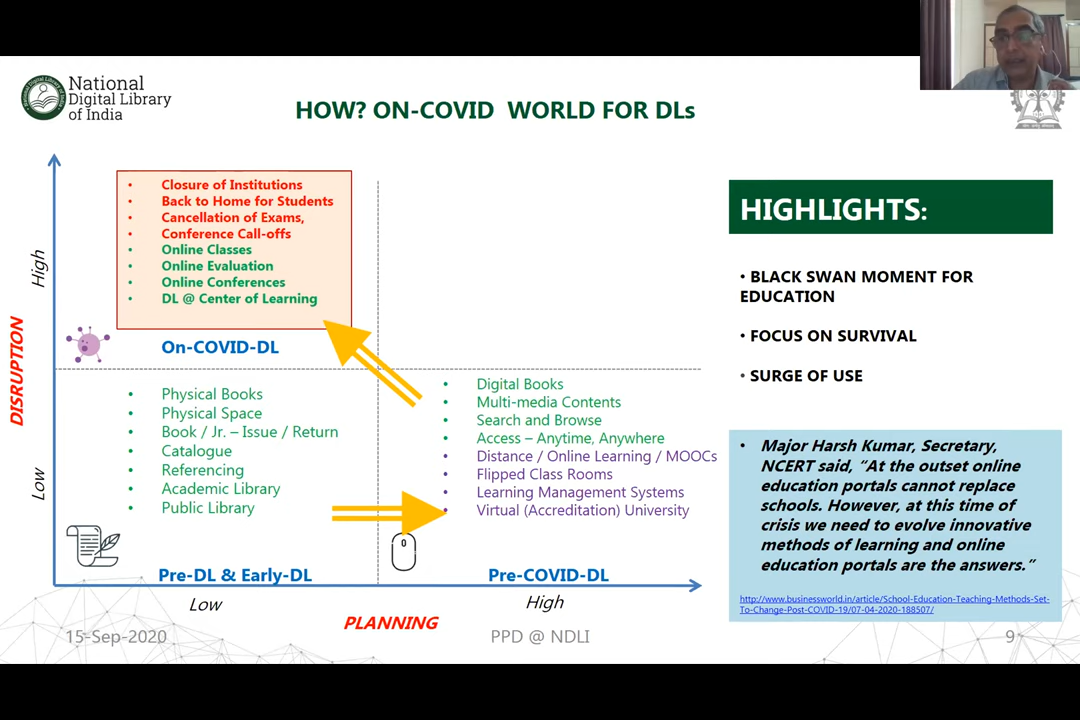 National
Digital Library
of India
HOW? ON-COVID WORLD FOR DLs
DISRUPTION
High
Low
• Closure of Institutions
• Back to Home for Students
• Cancellation of Exams,
• Conference Call-offs
• Online Classes
• Online Evaluation
• Online Conferences
• DL @ Center of Learning
On-COVID-DL
• Physical Books
• Physical Space
• Book / Jr. – Issue / Return
• Catalogue
• Referencing
• Academic Library
• Public Library
Pre-DL & Early-DL
• Digital Books
• Multi-media Contents
• Search and Browse
• Access – Anytime, Anywhere
• Distance / Online Learning / MOOCs
• Flipped Class Rooms
• Learning Management Systems
• Virtual (Accreditation) University
Pre-COVID-DL
Low
High
PLANNING
HIGHLIGHTS:
• BLACK SWAN MOMENT FOR
EDUCATION
• FOCUS ON SURVIVAL
• SURGE OF USE
• Major Harsh Kumar, Secretary,
NCERT said, “At the outset online
education portals cannot replace
schools. However, at this time of
crisis we need to evolve innovative
methods of learning and online
education portals are the answers.”
http://www.businessworld.in/article/School-Education-Teaching-Methods-Set-
To-Change-Post-COVID-19/07-04-2020-188507/
15-Sep-2020
PPD @ NDLI
9